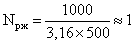 Nрж = 1000 / 3,16 × 500 ≈ 1